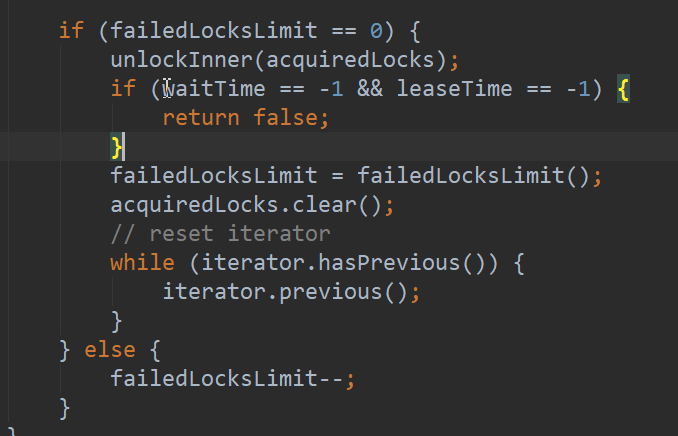 if (failedLocksLimit == 0) {
unlockInner(acquiredLocks);
if (waitTime == -1 && leaseTime == -1) {
return false;
}
failedLocksLimit = failedLocksLimit();
acquiredLocks.clear();
// reset iterator
while (iterator.hasPrevious()) {
iterator.previous();
}
} else {
failedLocksLimit--;
}
}